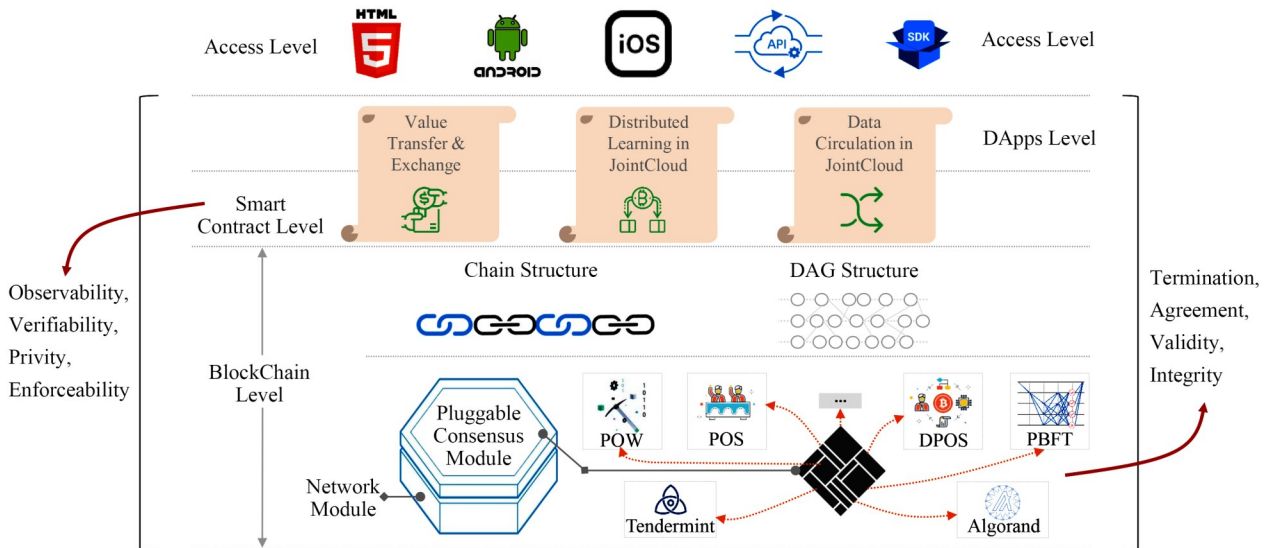 HTML
5
Access Level
ANDROID
iOS
API
SDK
Access Level
Value
Transfer &
Exchange
Distributed
Learning in
JointCloud
Data
Circulation in
JointCloud
DApps Level
Smart
Contract Level
Chain Structure
DAG Structure
Observability,
Verifiability,
Privity,
Enforceability
Termination,
Agreement,
Validity,
Integrity
BlockChain
Level
Pluggable
Consensus
Module
Network
Module
POW
POS
...
DPOS
PBFT
Tendermint
Algorand